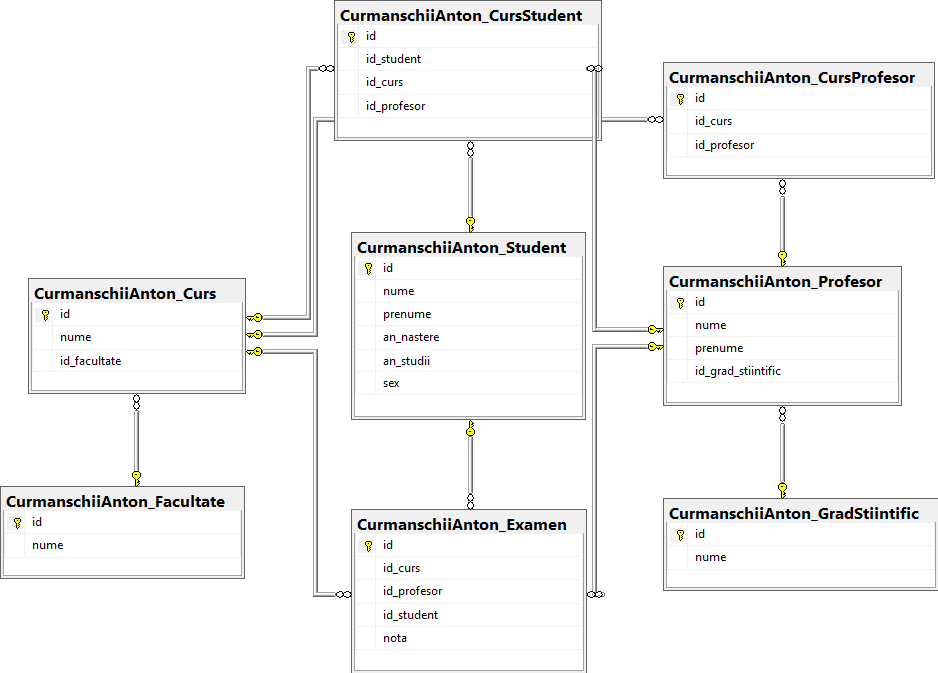 CurmanschiiAnton_CursStudent
id
id_student
id_curs
id_profesor
CurmanschiiAnton_CursProfesor
id
id_curs
id_profesor
CurmanschiiAnton_Student
id
nume
prenume
an_nastere
an_studii
sex
CurmanschiiAnton_Profesor
id
nume
prenume
id_grad_stiintific
CurmanschiiAnton_Curs
id
nume
id_facultate
CurmanschiiAnton_Facultate
id
nume
CurmanschiiAnton_Examen
id
id_curs
id_profesor
id_student
nota
CurmanschiiAnton_GradStiintific
id
nume